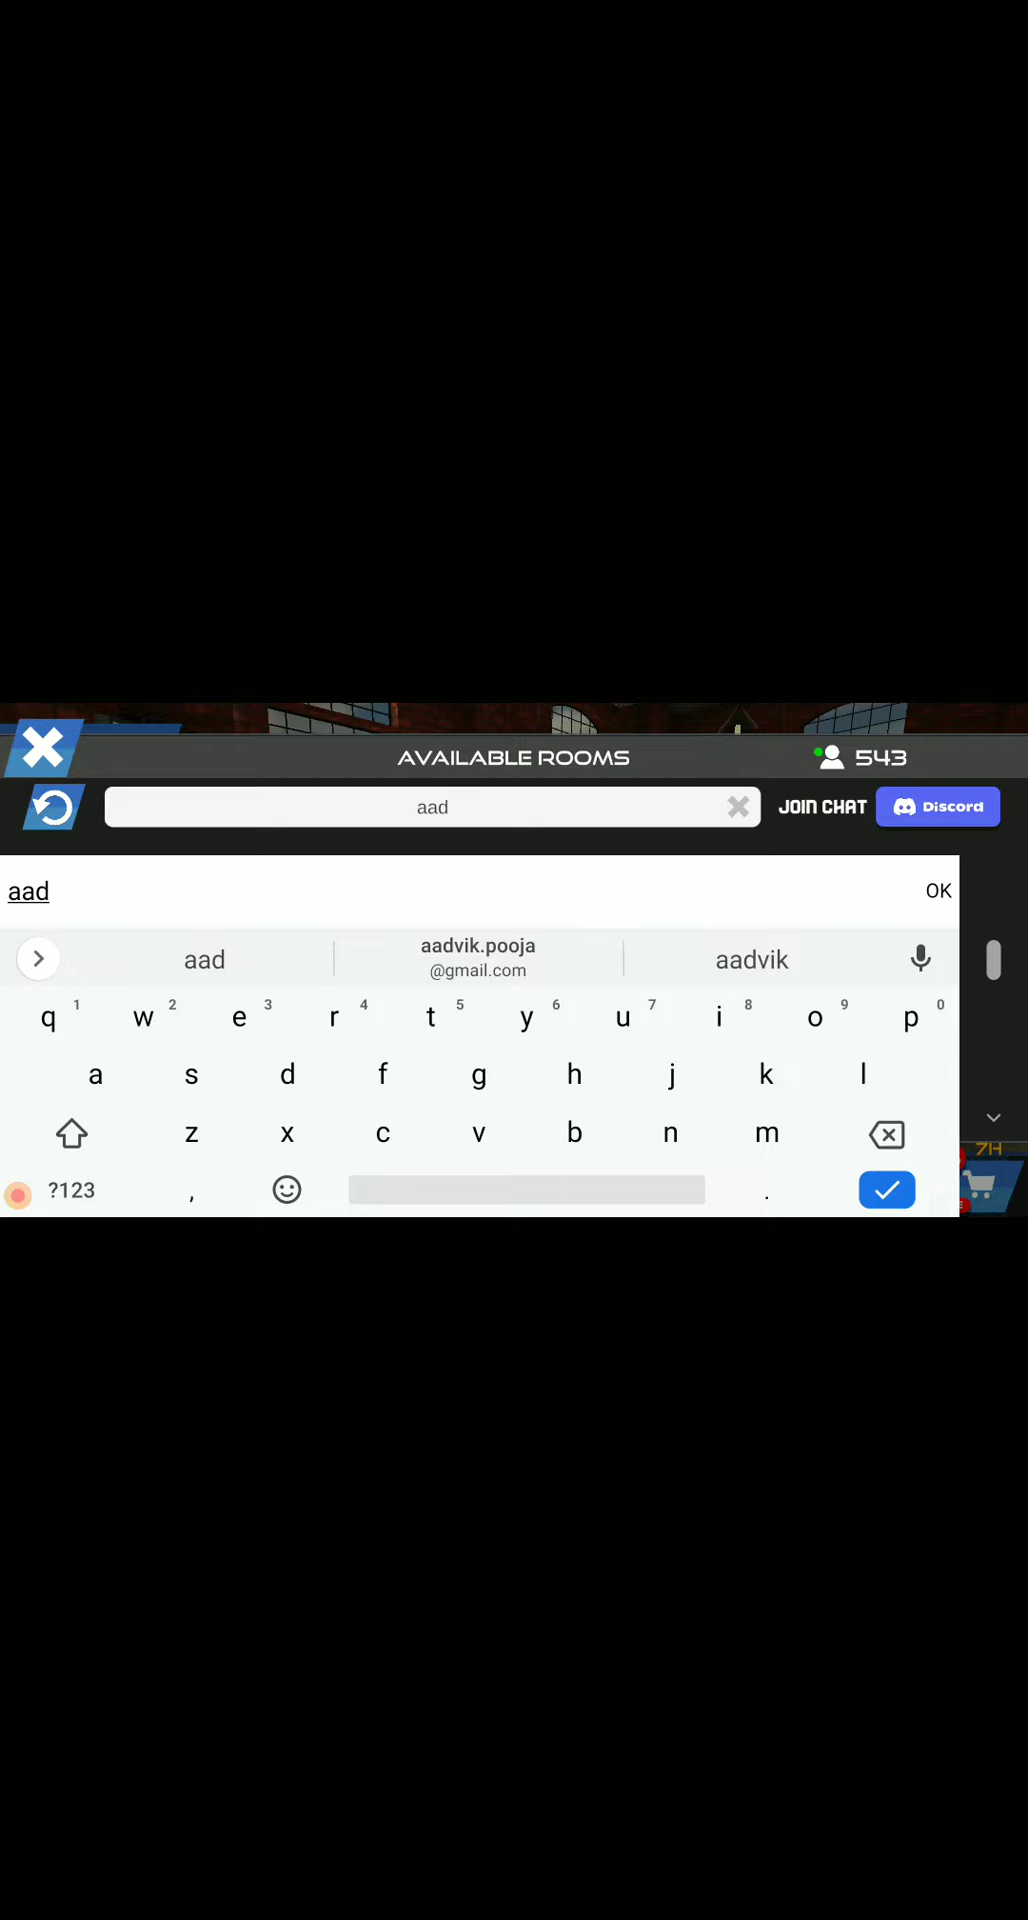 AVAILABLE ROOMS
543
aad
JOIN CHAT
Discord
aad
OK
aad
aadvik.pooja
@gmail.com
aadvik
q 1 w 2 e 3 r 4 t 5 y 6 u 7 i 8 o 9 p 0
a s d f g h j k l
z x c v b n m
7H
?123 , .